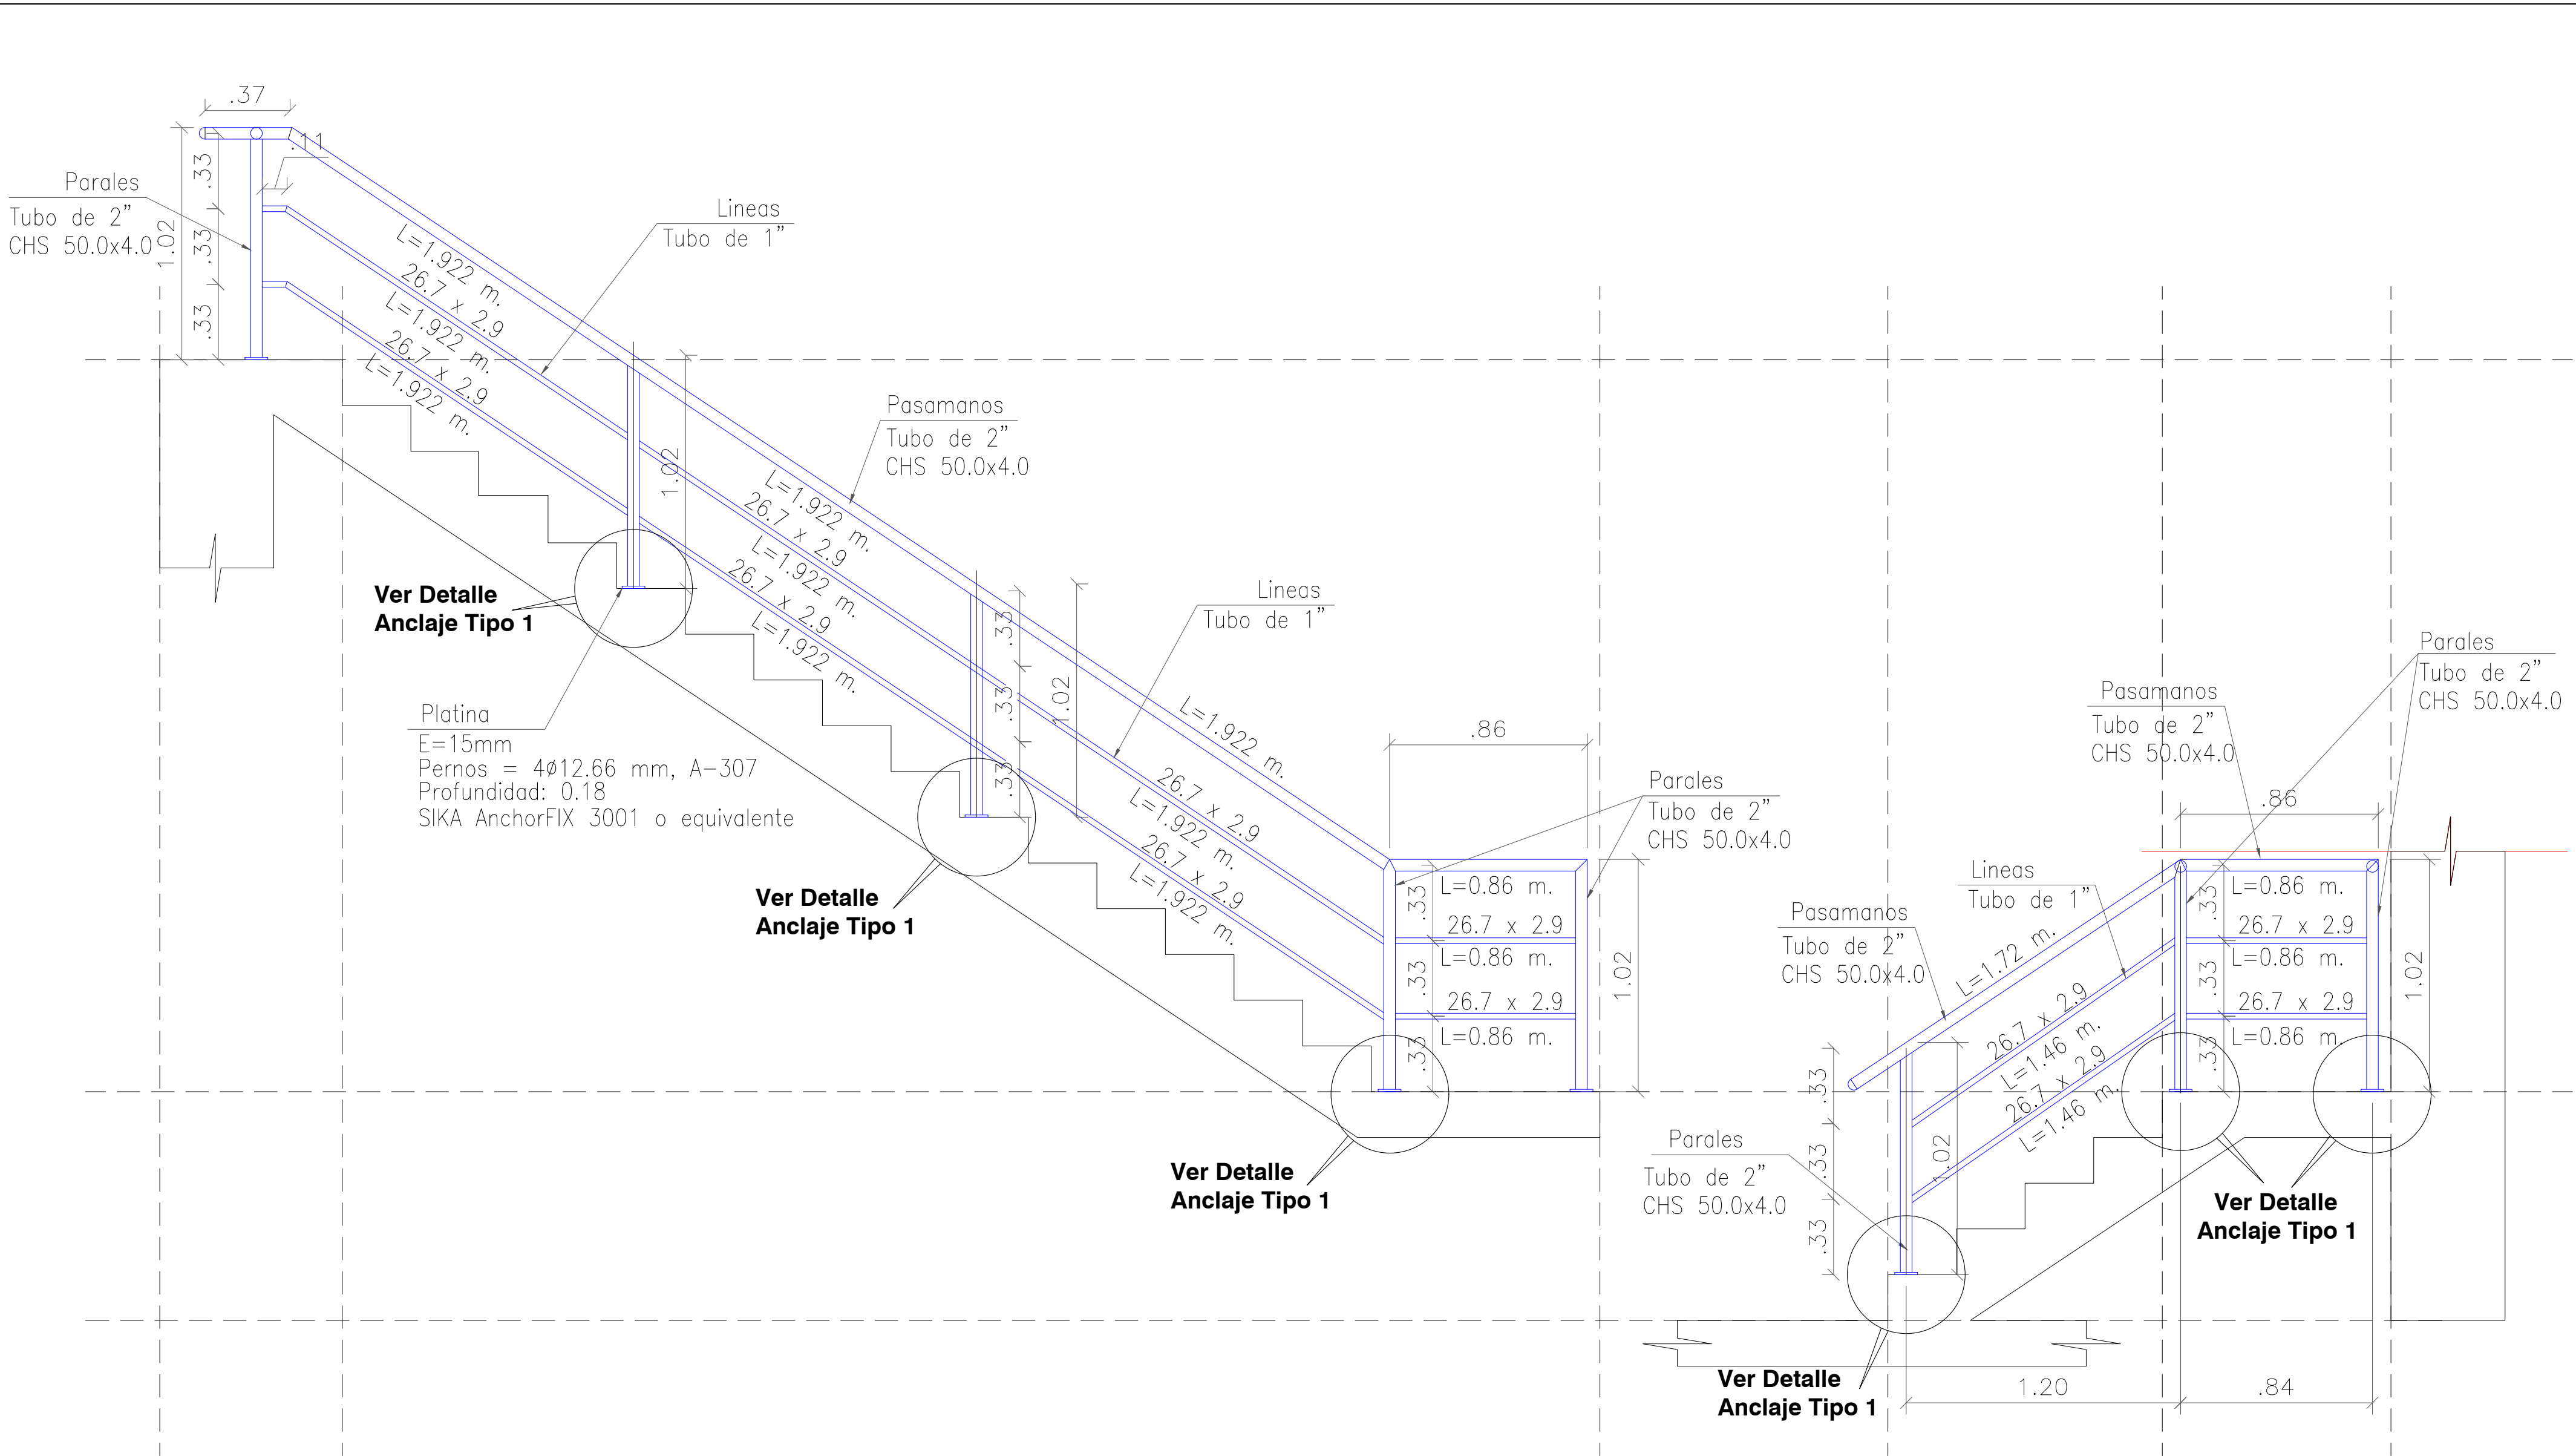 .37
.11
.33
.33
.33
1.02
Parales
Tubo de 2"
CHS 50.0x4.0
Lineas
Tubo de 1"
L=1.922 m.
26.7 x 2.9
L=1.922 m.
26.7 x 2.9
L=1.922 m.
1.02
Pasamanos
Tubo de 2"
CHS 50.0x4.0
Ver Detalle
Anclaje Tipo 1
Platina
E=15mm
Pernos = 4ø12.66 mm, A-307
Profundidad: 0.18
SIKA AnchorFIX 3001 o equivalente
L=1.922 m.
26.7 x 2.9
L=1.922 m.
26.7 x 2.9
L=1.922 m.
.33
.33
.33
1.02
Ver Detalle
Anclaje Tipo 1
Lineas
Tubo de 1"
L=1.922 m.
26.7 x 2.9
L=1.922 m.
26.7 x 2.9
L=1.922 m.
.86
Parales
Tubo de 2"
CHS 50.0x4.0
.33
.33
.33
L=0.86 m.
26.7 x 2.9
L=0.86 m.
26.7 x 2.9
L=0.86 m.
1.02
Ver Detalle
Anclaje Tipo 1
Parales
Tubo de 2"
CHS 50.0x4.0
Pasamanos
Tubo de 2"
CHS 50.0x4.0
.86
Lineas
Tubo de 1"
Pasamanos
Tubo de 2"
CHS 50.0x4.0
L=1.72 m.
26.7 x 2.9
L=1.46 m.
26.7 x 2.9
L=1.46 m.
.33
.33
.33
L=0.86 m.
26.7 x 2.9
L=0.86 m.
26.7 x 2.9
L=0.86 m.
1.02
.33
.33
.33
1.02
Parales
Tubo de 2"
CHS 50.0x4.0
Ver Detalle
Anclaje Tipo 1
Ver Detalle
Anclaje Tipo 1
1.20
.84